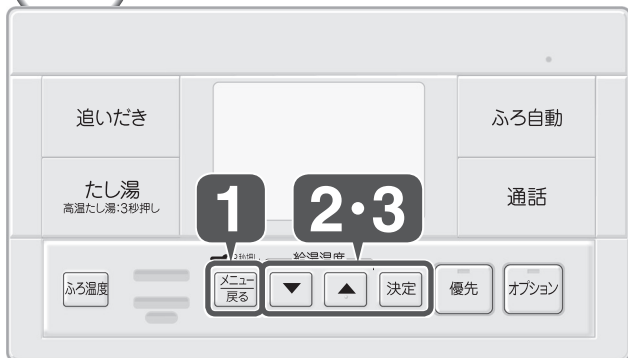 追いだき
ふろ自動
たし湯
高温たし湯:3秒押し
通話
1
2・3
給湯温度
ふろ温度
メニュー
戻る
▼
▲
決定
優先
オプション